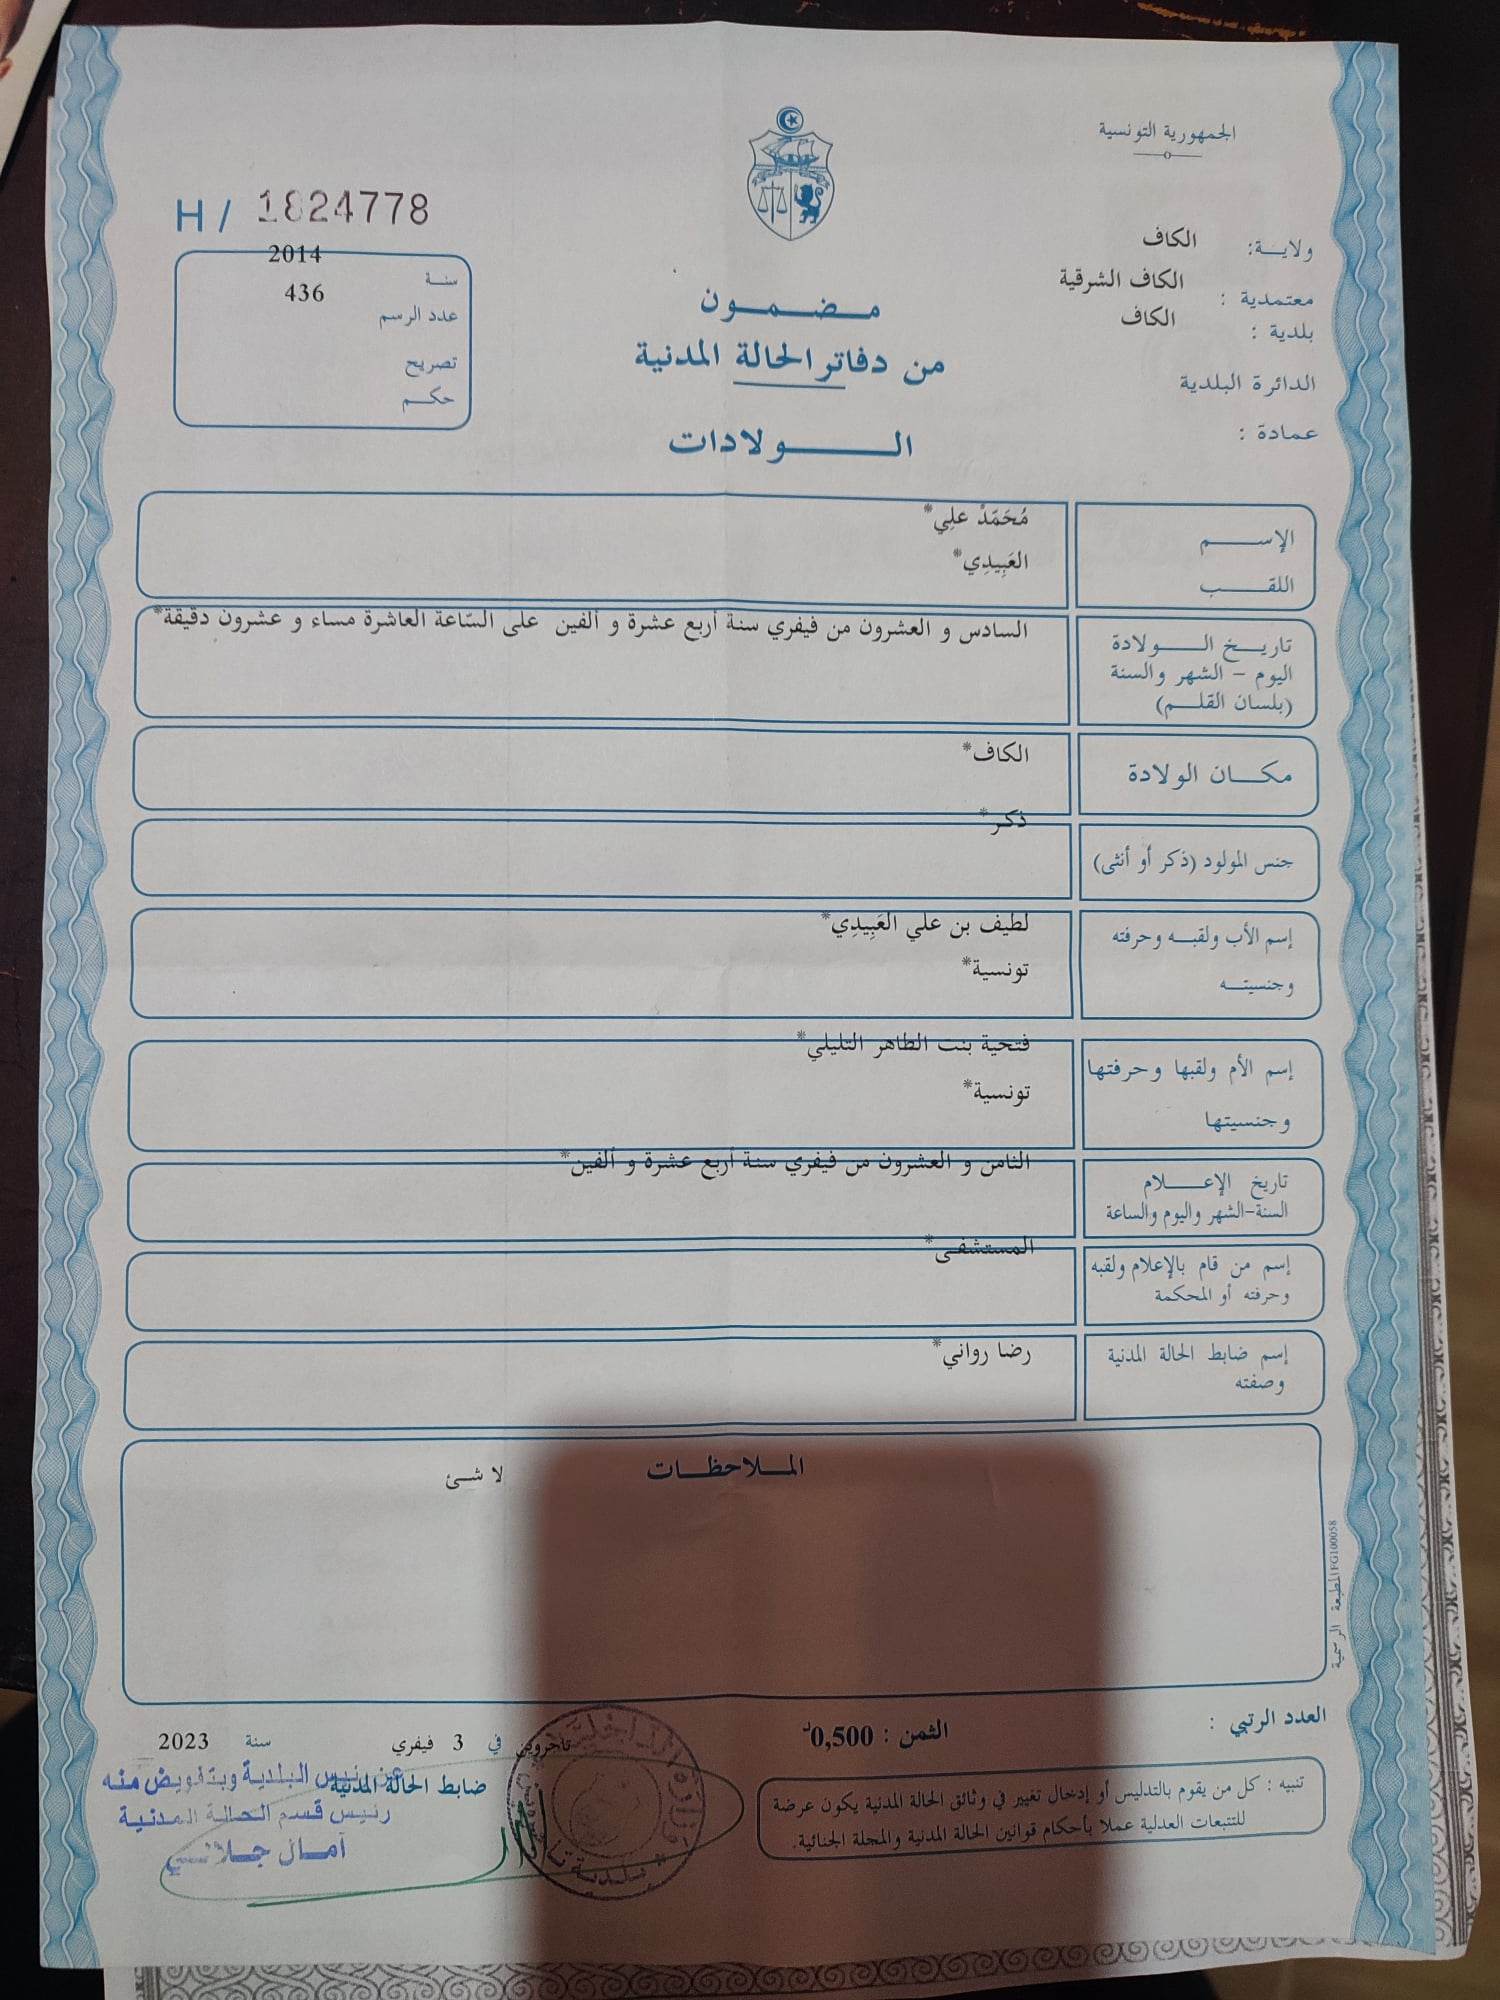 الجمهورية التونسية
ولاية: الكاف
معتمدية : الكاف الشرقية
بلدية : الكاف
الدائرة البلدية
عمادة :
H / 1824778
سنة 2014
عدد الرسم 436
تصريح
حكم
مضمون
من دفاتر الحالة المدنية
الولادات
الإسم مُحَمّدْ علِي*
اللقب العَبِيدِي*
تاريخ الولادة
اليوم – الشهر والسنة
(بلسان القلم)
السادس و العشرون من فيفري سنة أربع عشرة و ألفين على السّاعة العاشرة مساء و عشرون دقيقة*
مكان الولادة الكاف*
جنس المولود (ذكر أو أنثى) ذكر*
إسم الأب ولقبه وحرفته لطيف بن علي العَبِيدِي*
وجنسيته تونسية*
إسم الأم ولقبها وحرفتها فتحية بنت الطاهر التليلي*
وجنسيتها تونسية*
تاريخ الإعلام
السنة-الشهر واليوم والساعة
الثامن و العشرون من فيفري سنة أربع عشرة و ألفين*
إسم من قام بالإعلام ولقبه
وحرفته أو المحكمة
المستشفى*
إسم ضابط الحالة المدنية
وصفته
رضا رواني*
الملاحظات
لا شئ
المطبعة الرسمية FG100058
العدد الرتبي :
الثمن : 0,500د
تنبيه : كل من يقوم بالتدليس أو إدخال تغيير في وثائق الحالة المدنية يكون عرضة
للتتبعات العدلية عملا بأحكام قوانين الحالة المدنية والمجلة الجنائية.
تاجروين في 3 فيفري سنة 2023
ضابط الحالة المدنية
عن رئيس البلدية وبتفويض منه
رئيس قسم الحالة المدنية